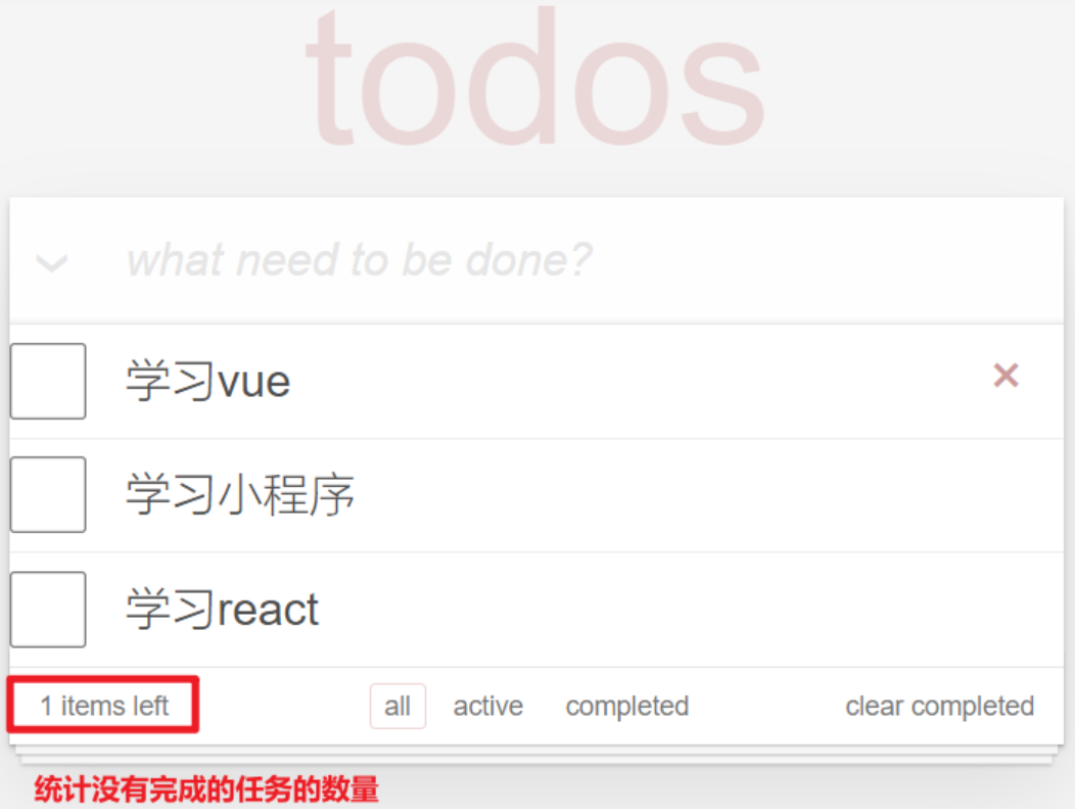 todos
what need to be done?
学习vue
学习小程序
学习react
1 items left all active completed clear completed
统计没有完成的任务的数量